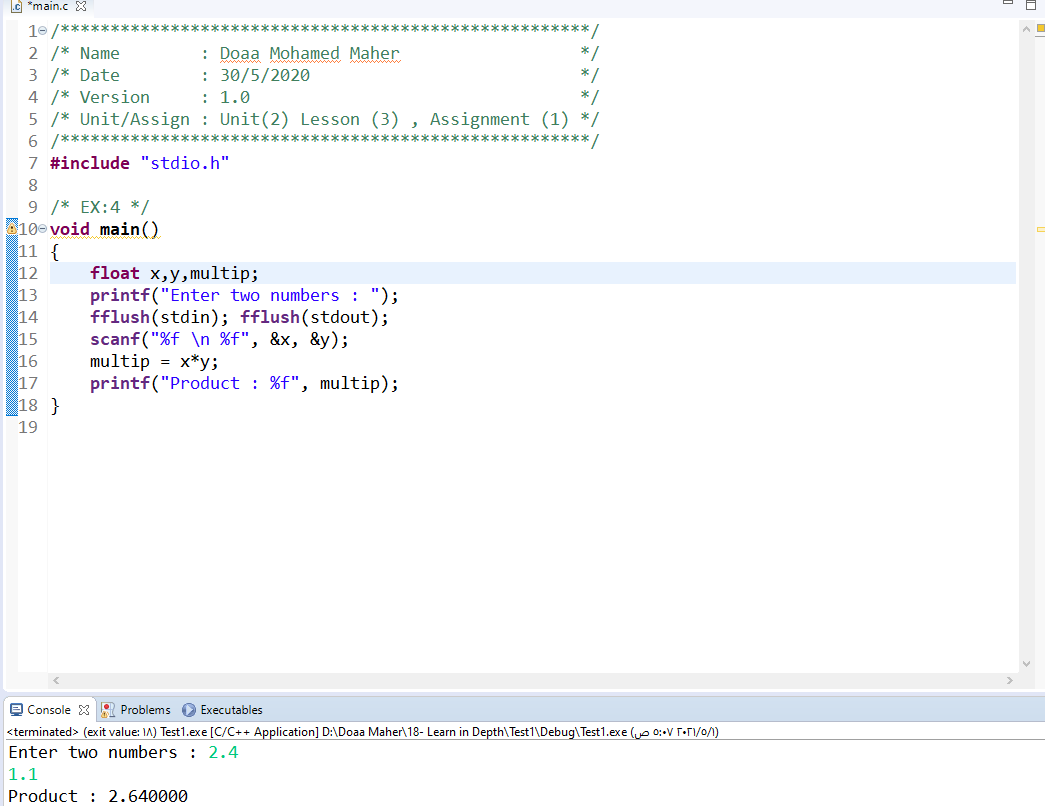 *main.c
1 /*****************************************************/
2 /* Name        : Doaa Mohamed Maher                  */
3 /* Date        : 30/5/2020                           */
4 /* Version     : 1.0                                 */
5 /* Unit/Assign : Unit(2) Lesson (3) , Assignment (1) */
6 /*****************************************************/
7 #include "stdio.h"
8
9 /* EX:4 */
10 void main()
11 {
12     float x,y,multip;
13     printf("Enter two numbers : ");
14     fflush(stdin); fflush(stdout);
15     scanf("%f \n %f", &x, &y);
16     multip = x*y;
17     printf("Product : %f", multip);
18 }
19
Console Problems Executables
<terminated> (exit value: ١٨) Test1.exe [C/C++ Application] D:\Doaa Maher\18- Learn in Depth\Test1\Debug\Test1.exe (٢٠٢١/٥/١ ٥:٠٧ ص)
Enter two numbers : 2.4
1.1
Product : 2.640000